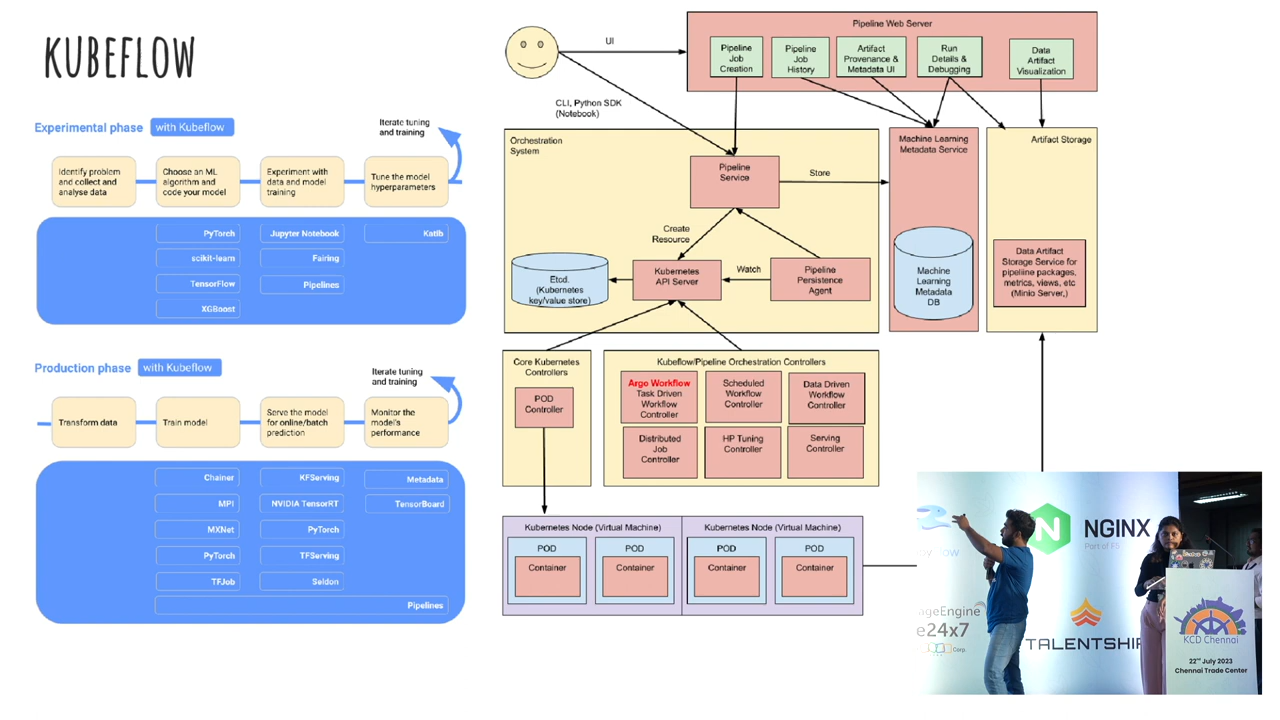 KUBEFLOW
Experimental phase
with Kubeflow
Iterate tuning
and training
Identify problem
and collect and
analyse data
Choose an ML
algorithm and
code your model
Experiment with
data and model
training
Tune the model
hyperparameters
PyTorch
scikit-learn
TensorFlow
XGBoost
Jupyter Notebook
Fairing
Pipelines
Katib
Production phase
with Kubeflow
Iterate tuning
and training
Transform data
Train model
Serve the model
for online/batch
prediction
Monitor the
model's
performance
Chainer
MPI
MXNet
PyTorch
TFJob
KFServing
NVIDIA TensorRT
PyTorch
TFServing
Seldon
Metadata
TensorBoard
Pipelines
UI
CLI, Python SDK
(Notebook)
Pipeline Web Server
Pipeline
Job
Creation
Pipeline
Job
History
Artifact
Provenance &
Metadata UI
Run
Details &
Debugging
Data
Artifact
Visualization
Orchestration
System
Pipeline
Service
Store
Create
Resource
Etcd.
(Kubernetes
key/value store)
Kubernetes
API Server
Watch
Pipeline
Persistence
Agent
Machine Learning
Metadata Service
Machine
Learning
Metadata
DB
Artifact Storage
Data Artifact
Storage Service for
pipeline packages,
metrics, views, etc
(Minio Server,)
Core Kubernetes
Controllers
POD
Controller
Kubeflow/Pipeline Orchestration Controllers
Argo Workflow
Task Driven
Workflow
Controller
Scheduled
Workflow
Controller
Data Driven
Workflow
Controller
Distributed
Job
Controller
HP Tuning
Controller
Serving
Controller
Kubernetes Node (Virtual Machine)
POD
Container
POD
Container
Kubernetes Node (Virtual Machine)
POD
Container
POD
Container
NGINX
Part of F5
ageEngine
e24x7
Corp.
TALENTSHIP
KCD Chennai
22nd July 2023
Chennai Trade Center